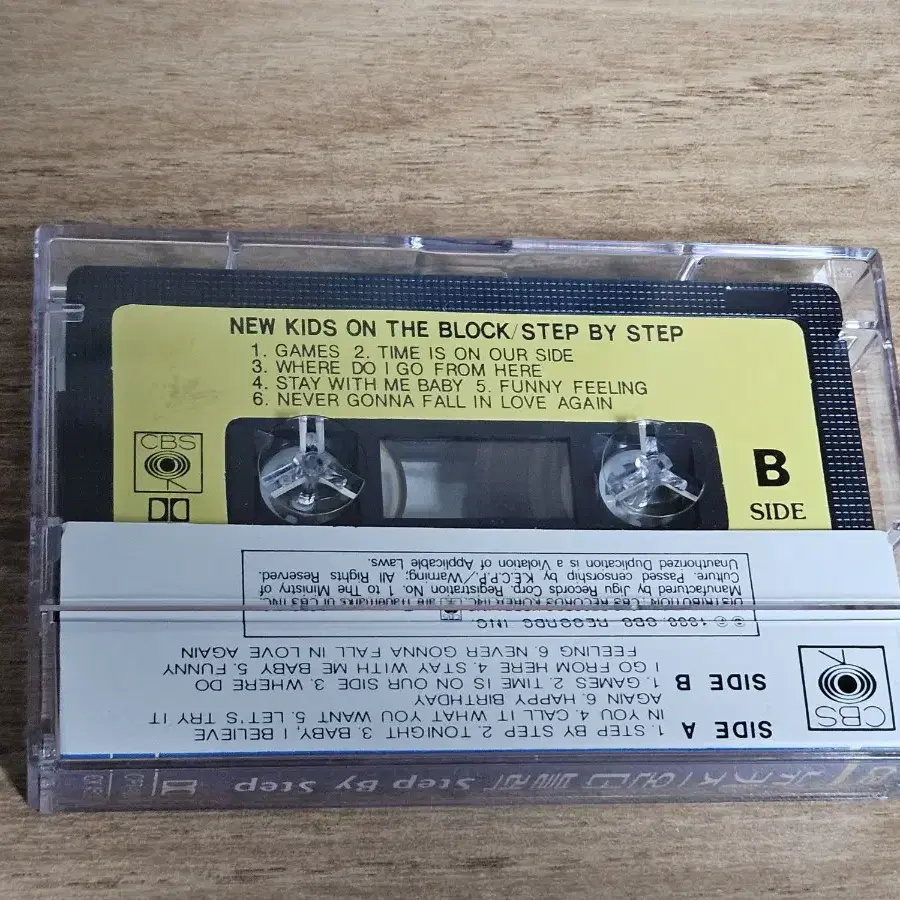 NEW KIDS ON THE BLOCK/STEP BY STEP
1. GAMES 2. TIME IS ON OUR SIDE
3. WHERE DO I GO FROM HERE
4. STAY WITH ME BABY 5. FUNNY FEELING
6. NEVER GONNA FALL IN LOVE AGAIN
CBS
B
SIDE
Step By Step
CBS
SIDE A
1. STEP BY STEP 2. TONIGHT 3. BABY, I BELIEVE
IN YOU 4. CALL IT WHAT YOU WANT 5. LET'S TRY IT
AGAIN 6. HAPPY BIRTHDAY
SIDE B
1. GAMES 2. TIME IS ON OUR SIDE 3. WHERE DO
I GO FROM HERE 4. STAY WITH ME BABY 5. FUNNY
FEELING 6. NEVER GONNA FALL IN LOVE AGAIN
CBS RECORDS INC.
Manufactured by Jigu Records Corp. Registration No. 1 to The Ministry of
Culture. Passed censorship by K.E.C.P.P./Warning; All Rights Reserved.
Unauthorized Duplication is a Violation of Applicable Laws.